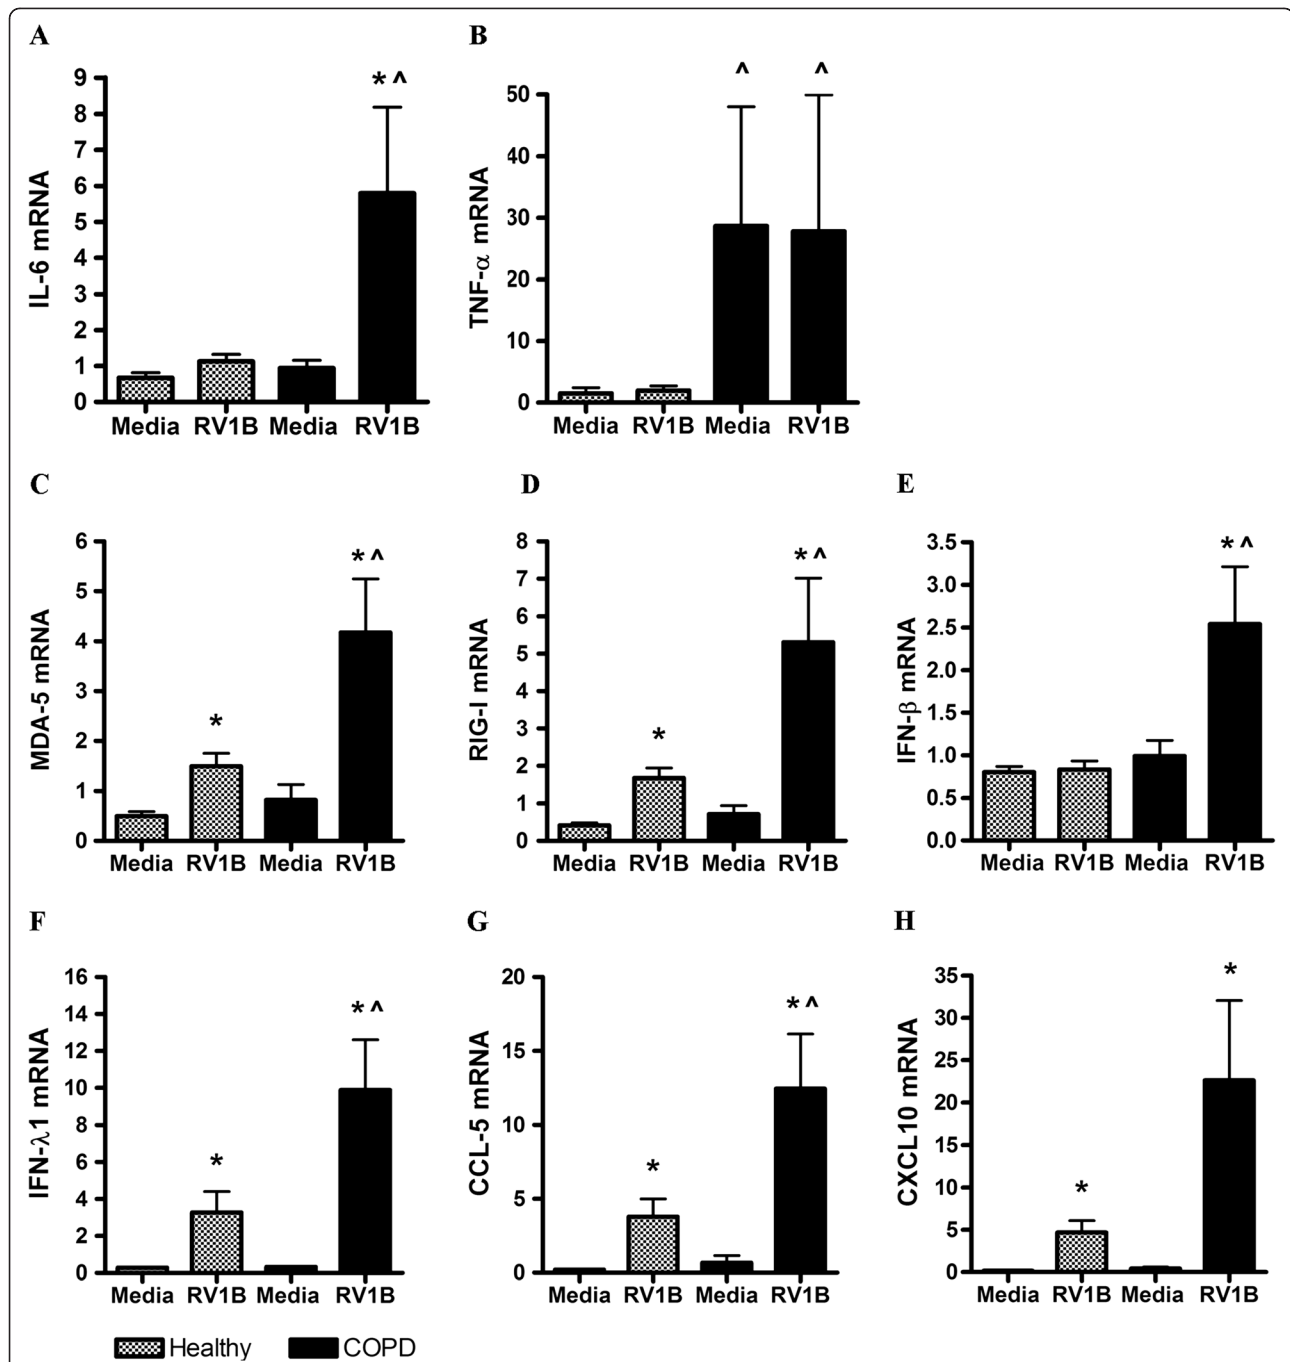 A
IL-6 mRNA
9
8
7
6
5
4
3
2
1
0
* ^
Media RV1B Media RV1B
B
TNF-α mRNA
50
40
30
20
10
0
^ ^
Media RV1B Media RV1B
C
MDA-5 mRNA
6
5
4
3
2
1
0
* * ^
Media RV1B Media RV1B
D
RIG-I mRNA
8
7
6
5
4
3
2
1
0
* * ^
Media RV1B Media RV1B
E
IFN-β mRNA
3.5
3.0
2.5
2.0
1.5
1.0
0.5
0.0
* ^
Media RV1B Media RV1B
F
IFN-λ1 mRNA
16
14
12
10
8
6
4
2
0
* * ^
Media RV1B Media RV1B
G
CCL-5 mRNA
20
15
10
5
0
* * ^
Media RV1B Media RV1B
H
CXCL10 mRNA
35
30
25
20
15
10
5
0
* *
Media RV1B Media RV1B
Healthy COPD